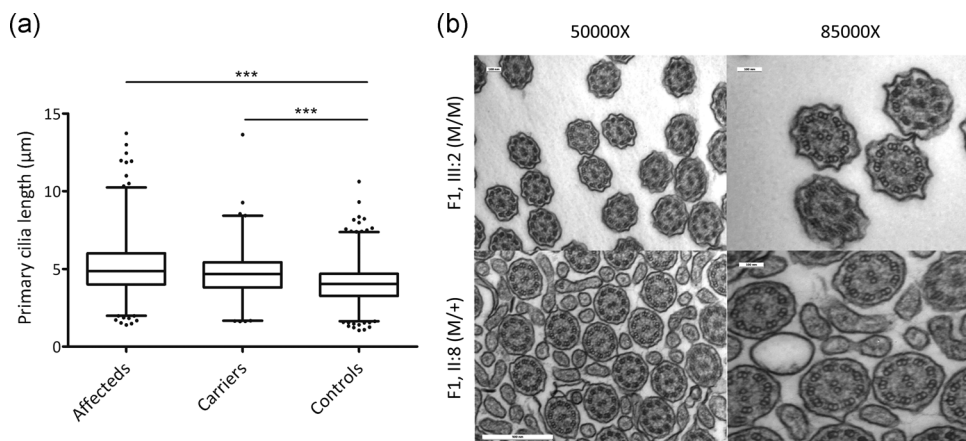 (a)
(b)
50000X
85000X
***
***
15
10
5
0
Primary cilia length (μm)
Affecteds
Carriers
Controls
F1, III:2 (M/M)
F1, II:8 (M/+)